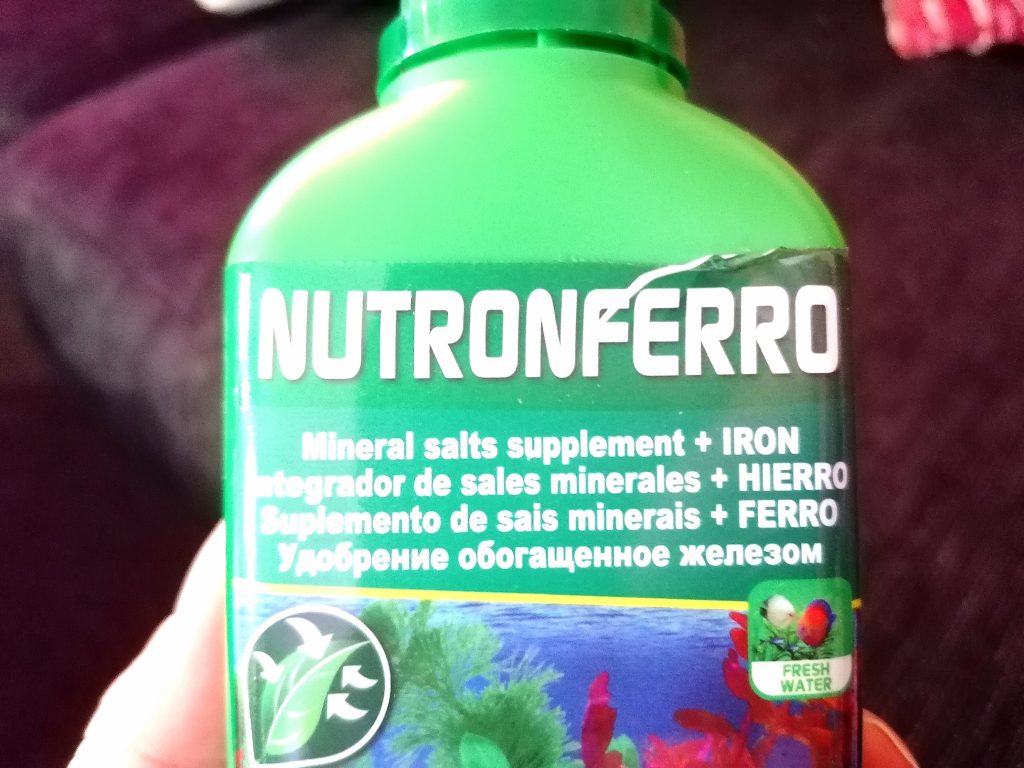 NUTRONFERRO
Mineral salts supplement + IRON
Integrador de sales minerales + HIERRO
Suplemento de sais minerais + FERRO
Удобрение обогащенное железом
FRESH
WATER